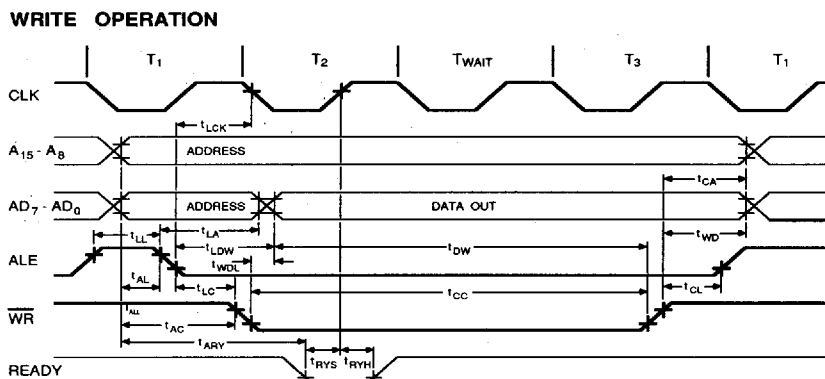 WRITE OPERATION
T1 T2 TWAIT T3 T1
CLK
tLCK
A15 - A8 ADDRESS
tCA
AD7 - AD0 ADDRESS DATA OUT
tLL tLA tWD
tLDW tDW
ALE tWDL
tAL tLC tCC tCL
WR tALL
tAC
tARY
tRYS tRYH
READY